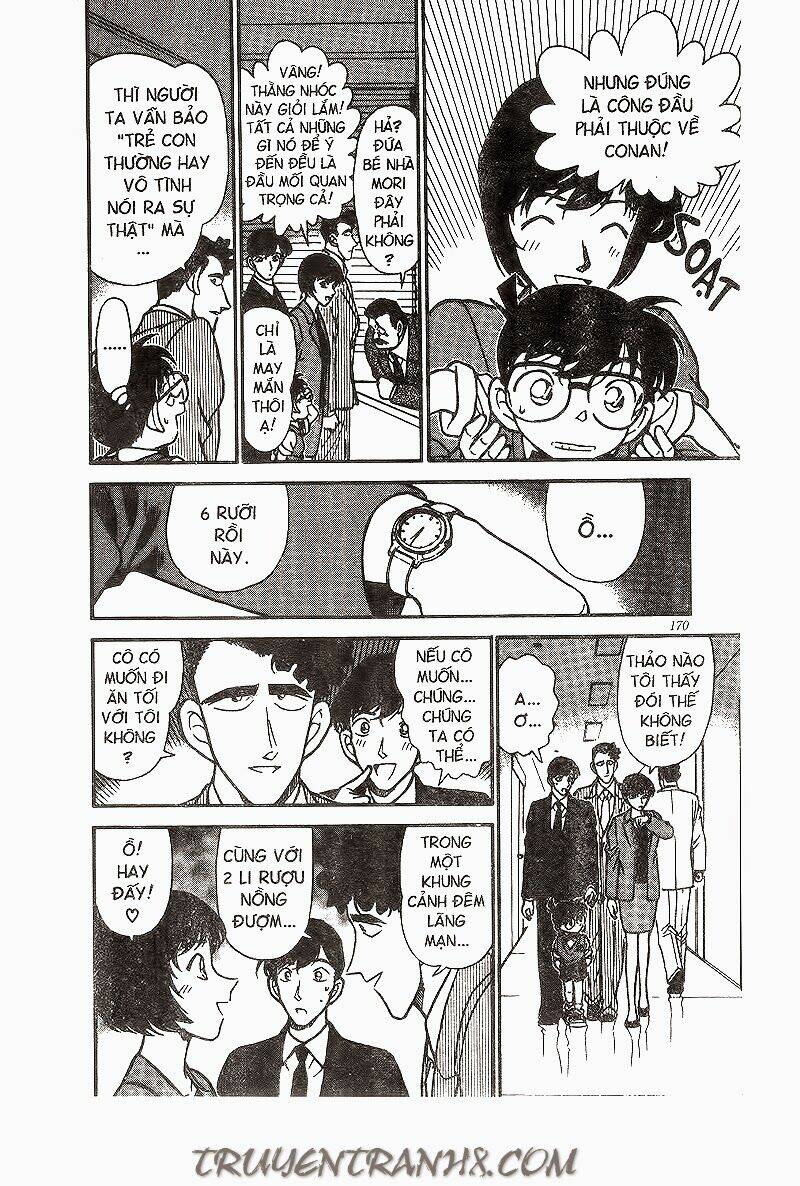 NHƯNG ĐÚNG
LÀ CÔNG ĐẦU
PHẢI THUỘC VỀ
CONAN!
SOẠT
HẢ?
ĐỨA
BÉ NHÀ
MORI
ĐÂY PHẢI
KHÔNG
?
VÂNG!
THẰNG NHÓC
NÀY GIỎI LẮM!
TẤT CẢ NHỮNG
GÌ NÓ ĐỂ Ý
ĐẾN ĐỀU LÀ
ĐẦU MỐI QUAN
TRỌNG CẢ!
CHỈ
LÀ
MAY
MẮN
THÔI
Ạ!
THÌ NGƯỜI
TA VẪN BẢO
"TRẺ CON
THƯỜNG HAY
VÔ TÌNH
NÓI RA SỰ
THẬT" MÀ
...
......
Ồ...
6 RƯỠI
RỒI
NÀY.
170
THẢO NÀO
TÔI THẤY
ĐÓI THẾ
KHÔNG
BIẾT!
A...
Ơ...
NẾU CÔ
MUỐN...
CHÚNG...
CHÚNG
TA CÓ
THỂ...
CÔ CÓ
MUỐN ĐI
ĂN TỐI
VỚI TÔI
KHÔNG
?
TRONG
MỘT
KHUNG
CẢNH ĐÊM
LÃNG
MẠN...
CÙNG VỚI
2 LI RƯỢU
NỒNG
ĐƯỢM...
Ồ!
HAY
ĐẤY!
♡
TRUYENTRANH8.COM